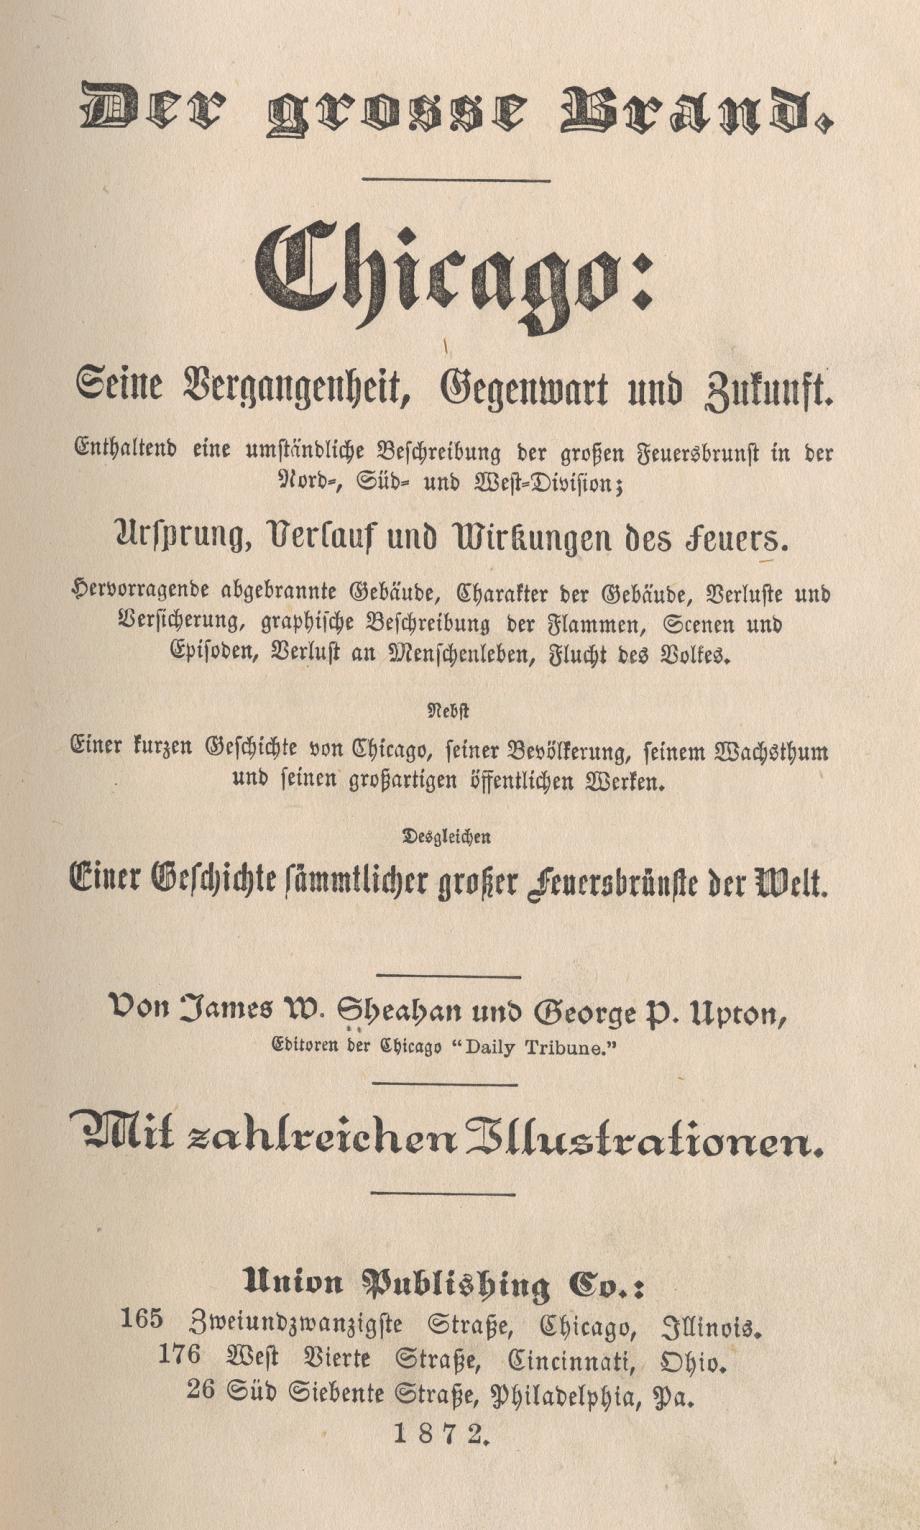 Der grosse Brand.
Chicago:
Seine Vergangenheit, Gegenwart und Zukunft.
Enthaltend eine umständliche Beschreibung der großen Feuersbrunst in der
Nord-, Süd- und West-Division;
Ursprung, Verlauf und Wirkungen des Feuers.
Hervorragende abgebrannte Gebäude, Charakter der Gebäude, Verluste und
Versicherung, graphische Beschreibung der Flammen, Scenen und
Episoden, Verlust an Menschenleben, Flucht des Volkes.
Nebst
Einer kurzen Geschichte von Chicago, seiner Bevölkerung, seinem Wachsthum
und seinen großartigen öffentlichen Werken.
Desgleichen
Einer Geschichte sämmtlicher großer Feuersbrünste der Welt.
Von James W. Sheahan und George P. Upton,
Editoren der Chicago “Daily Tribune.”
Mit zahlreichen Illustrationen.
Union Publishing Co.:
165 Zweiundzwanzigste Straße, Chicago, Illinois.
176 West Vierte Straße, Cincinnati, Ohio.
26 Süd Siebente Straße, Philadelphia, Pa.
1872.